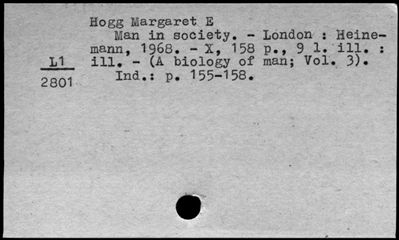 Hogg Margaret E
Man in society. - London : Heine-
mann, 1968. - X, 158 p., 9 l. ill. :
L1 ill. - (A biology of man; Vol. 3).
2801 Ind.: p. 155-158.